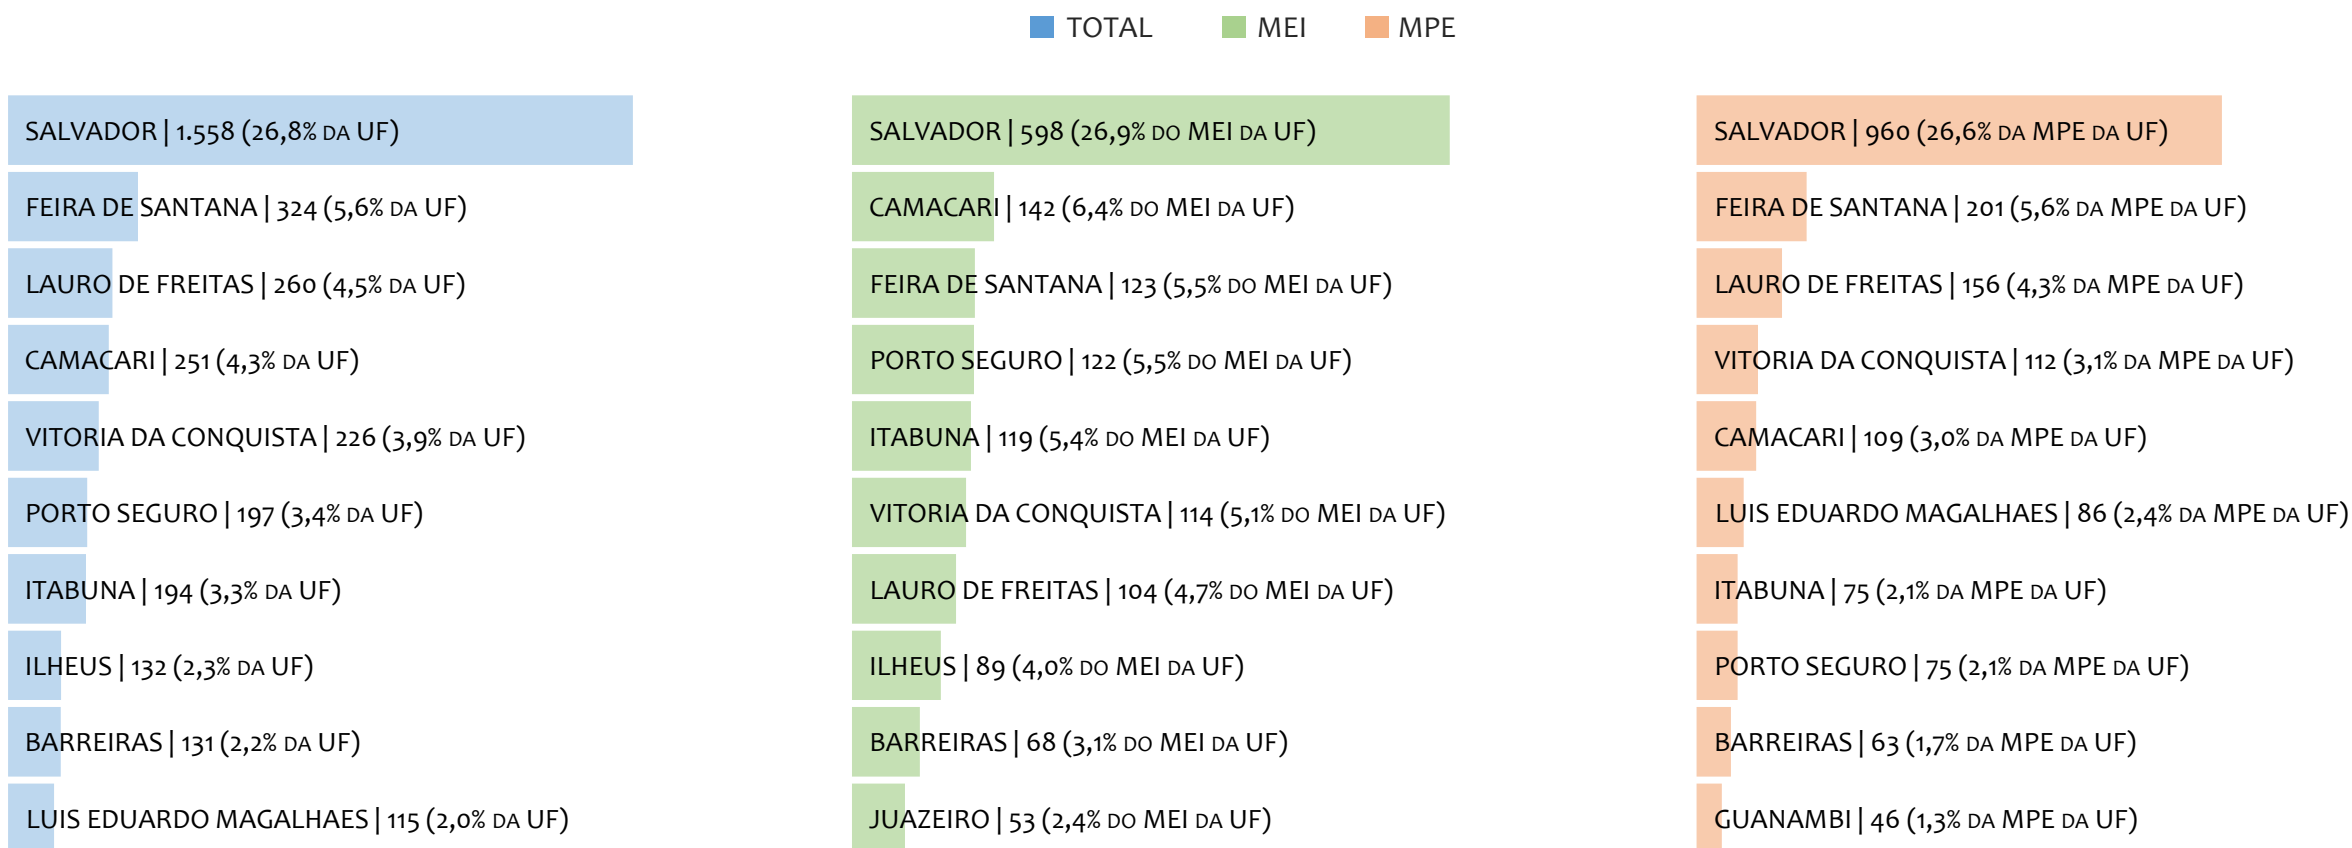 TOTAL MEI MPE
SALVADOR | 1.558 (26,8% DA UF)
FEIRA DE SANTANA | 324 (5,6% DA UF)
LAURO DE FREITAS | 260 (4,5% DA UF)
CAMACARI | 251 (4,3% DA UF)
VITORIA DA CONQUISTA | 226 (3,9% DA UF)
PORTO SEGURO | 197 (3,4% DA UF)
ITABUNA | 194 (3,3% DA UF)
ILHEUS | 132 (2,3% DA UF)
BARREIRAS | 131 (2,2% DA UF)
LUIS EDUARDO MAGALHAES | 115 (2,0% DA UF)
SALVADOR | 598 (26,9% DO MEI DA UF)
CAMACARI | 142 (6,4% DO MEI DA UF)
FEIRA DE SANTANA | 123 (5,5% DO MEI DA UF)
PORTO SEGURO | 122 (5,5% DO MEI DA UF)
ITABUNA | 119 (5,4% DO MEI DA UF)
VITORIA DA CONQUISTA | 114 (5,1% DO MEI DA UF)
LAURO DE FREITAS | 104 (4,7% DO MEI DA UF)
ILHEUS | 89 (4,0% DO MEI DA UF)
BARREIRAS | 68 (3,1% DO MEI DA UF)
JUAZEIRO | 53 (2,4% DO MEI DA UF)
SALVADOR | 960 (26,6% DA MPE DA UF)
FEIRA DE SANTANA | 201 (5,6% DA MPE DA UF)
LAURO DE FREITAS | 156 (4,3% DA MPE DA UF)
VITORIA DA CONQUISTA | 112 (3,1% DA MPE DA UF)
CAMACARI | 109 (3,0% DA MPE DA UF)
LUIS EDUARDO MAGALHAES | 86 (2,4% DA MPE DA UF)
ITABUNA | 75 (2,1% DA MPE DA UF)
PORTO SEGURO | 75 (2,1% DA MPE DA UF)
BARREIRAS | 63 (1,7% DA MPE DA UF)
GUANAMBI | 46 (1,3% DA MPE DA UF)